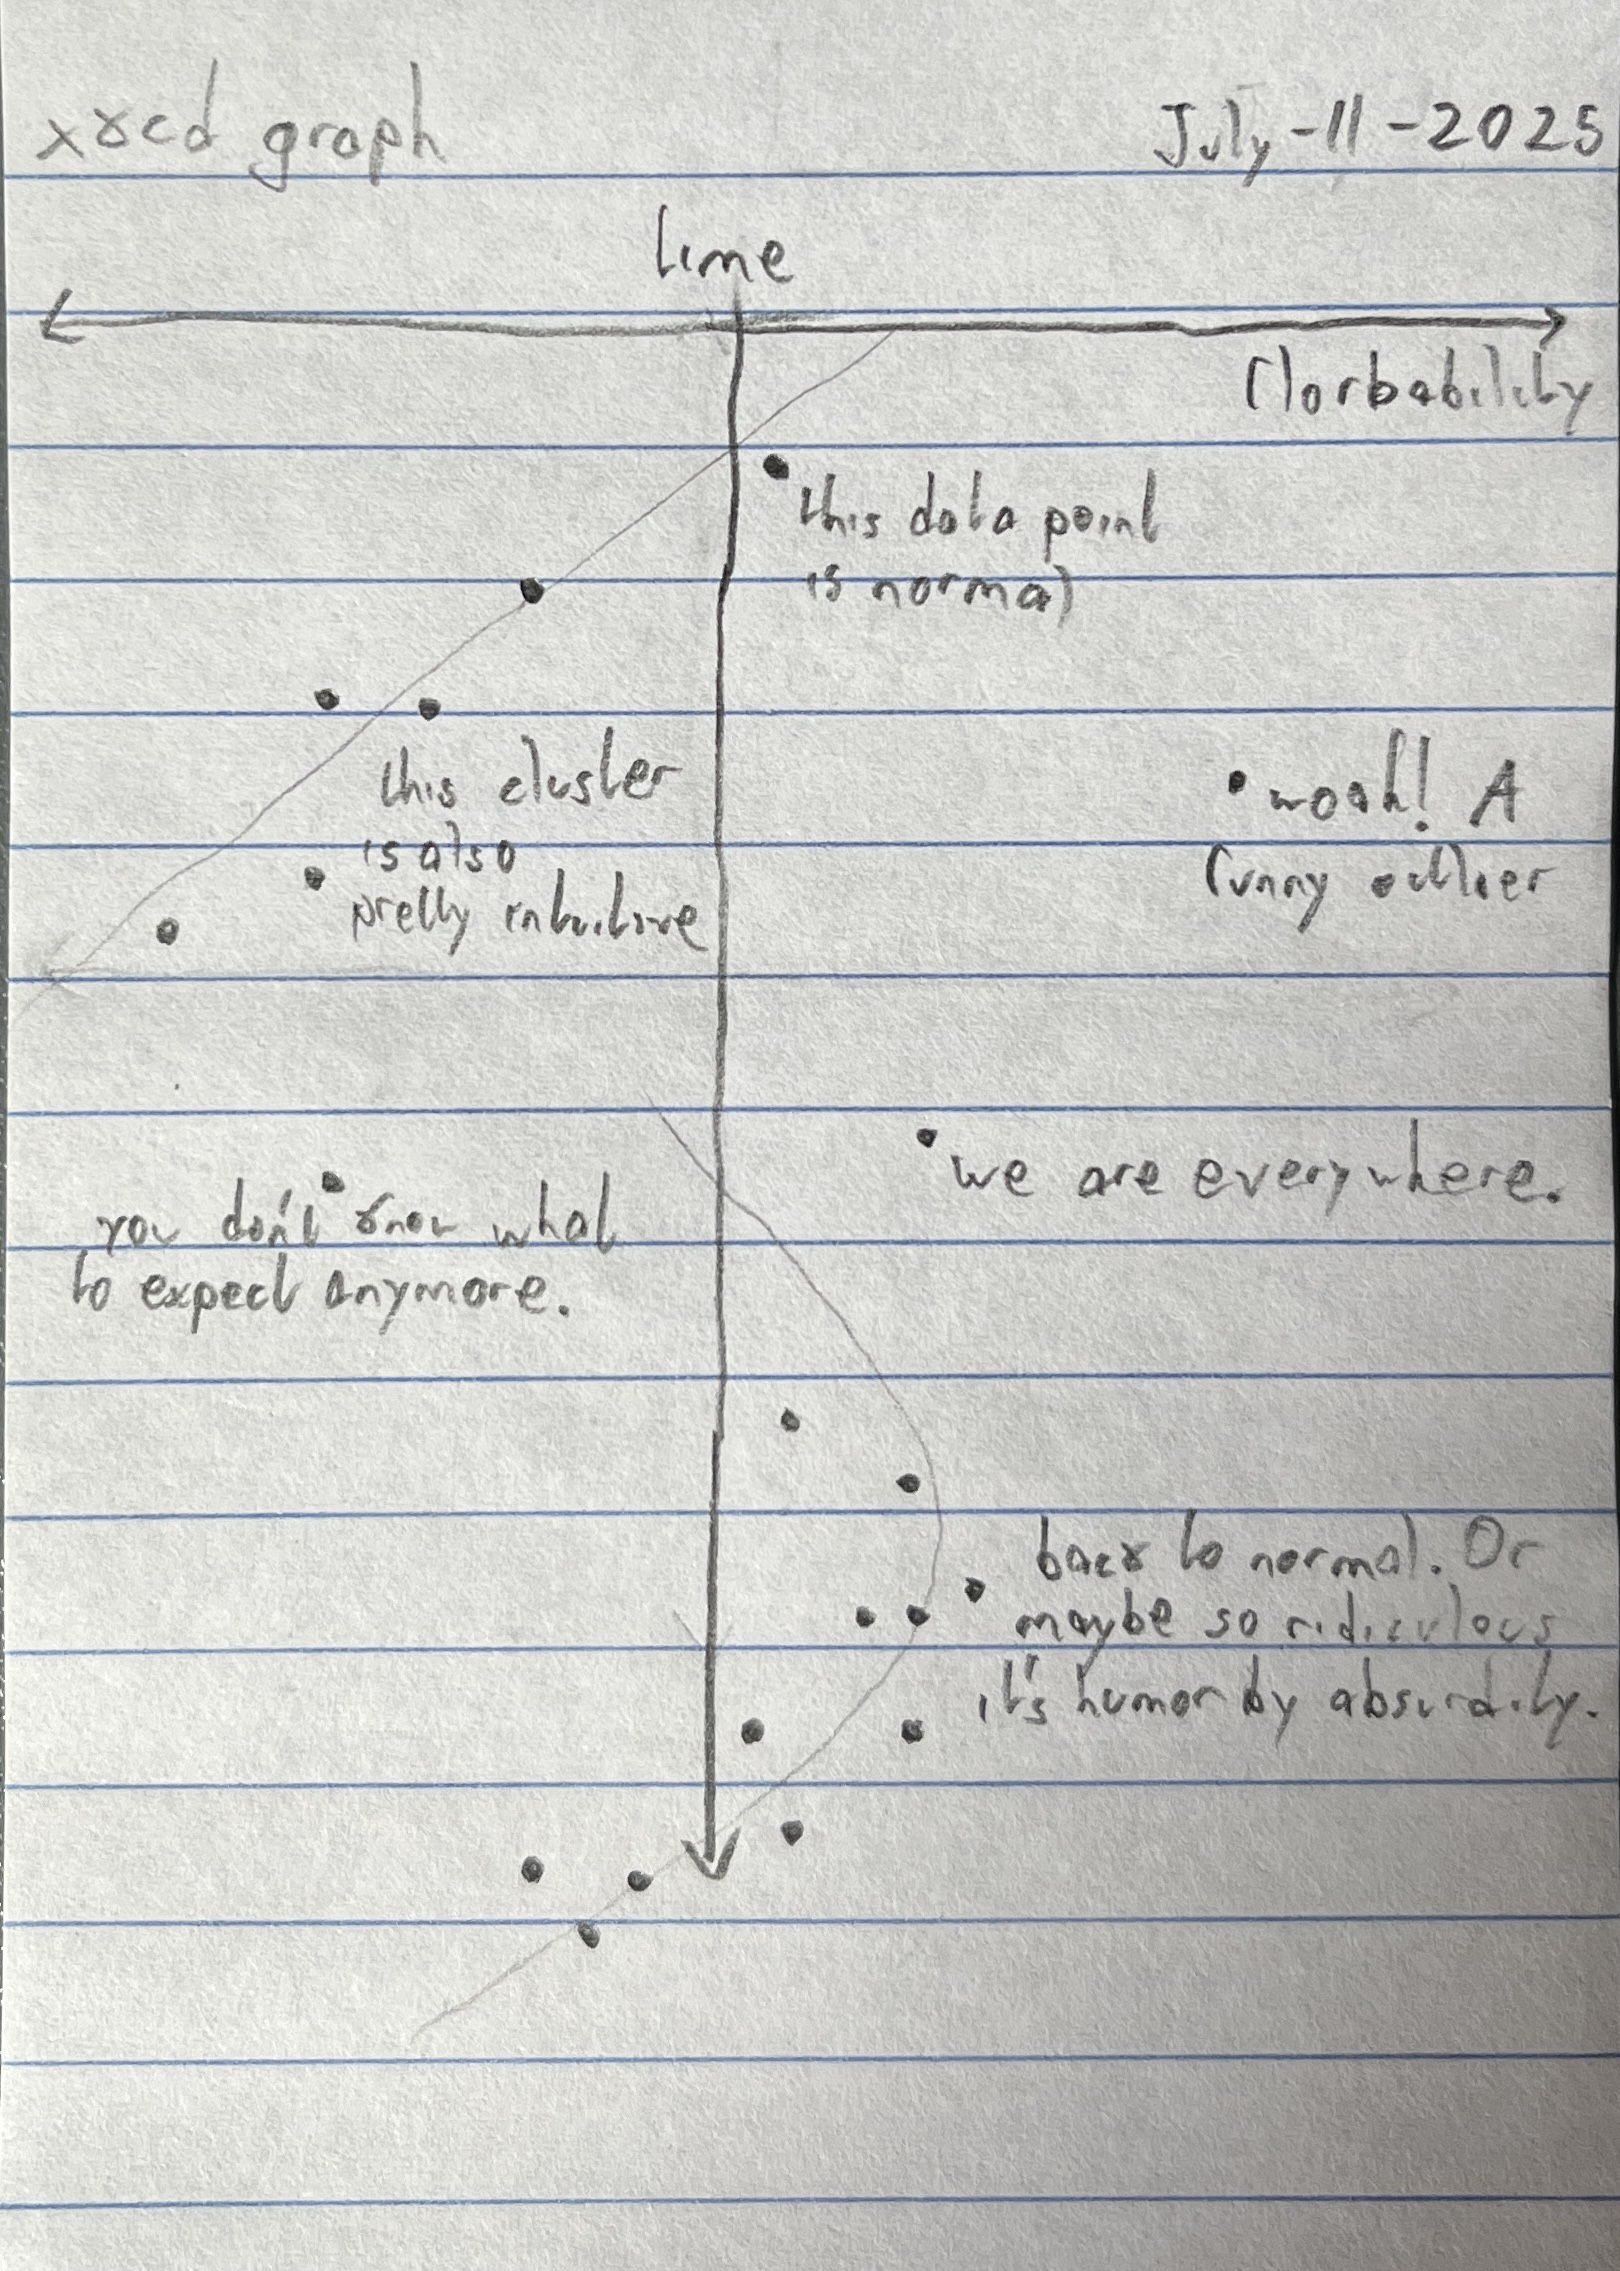 xkcd graph
July-11-2025
time
florbability
this data point
is normal
this cluster
is also
pretty intuitive
woah! A
funny outlier
we are everywhere.
you don't know what
to expect anymore.
back to normal. Or
maybe so ridiculous
it's humor by absurdity.